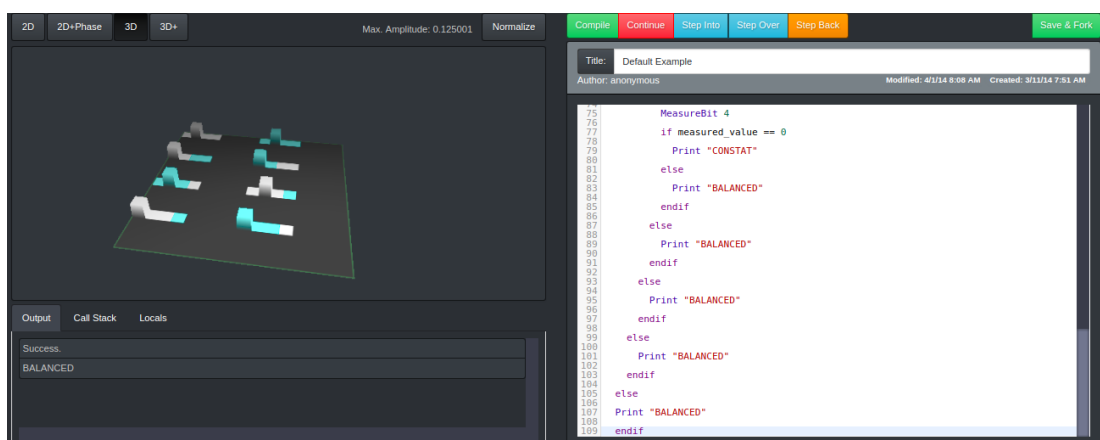 2D 2D+Phase 3D 3D+ Max. Amplitude: 0.125001 Normalize
Compile Continue Step Into Step Over Step Back Save & Fork
Title: Default Example
Author: anonymous Modified: 4/1/14 8:08 AM Created: 3/11/14 7:51 AM
74
75 MeasureBit 4
76
77 if measured_value == 0
78
79 Print "CONSTAT"
80
81 else
82
83 Print "BALANCED"
84
85 endif
86
87 else
88
89 Print "BALANCED"
90
91 endif
92
93 else
94
95 Print "BALANCED"
96
97 endif
98
99 else
100
101 Print "BALANCED"
102
103 endif
104
105 else
106
107 Print "BALANCED"
108
109 endif
Output Call Stack Locals
Success.
BALANCED